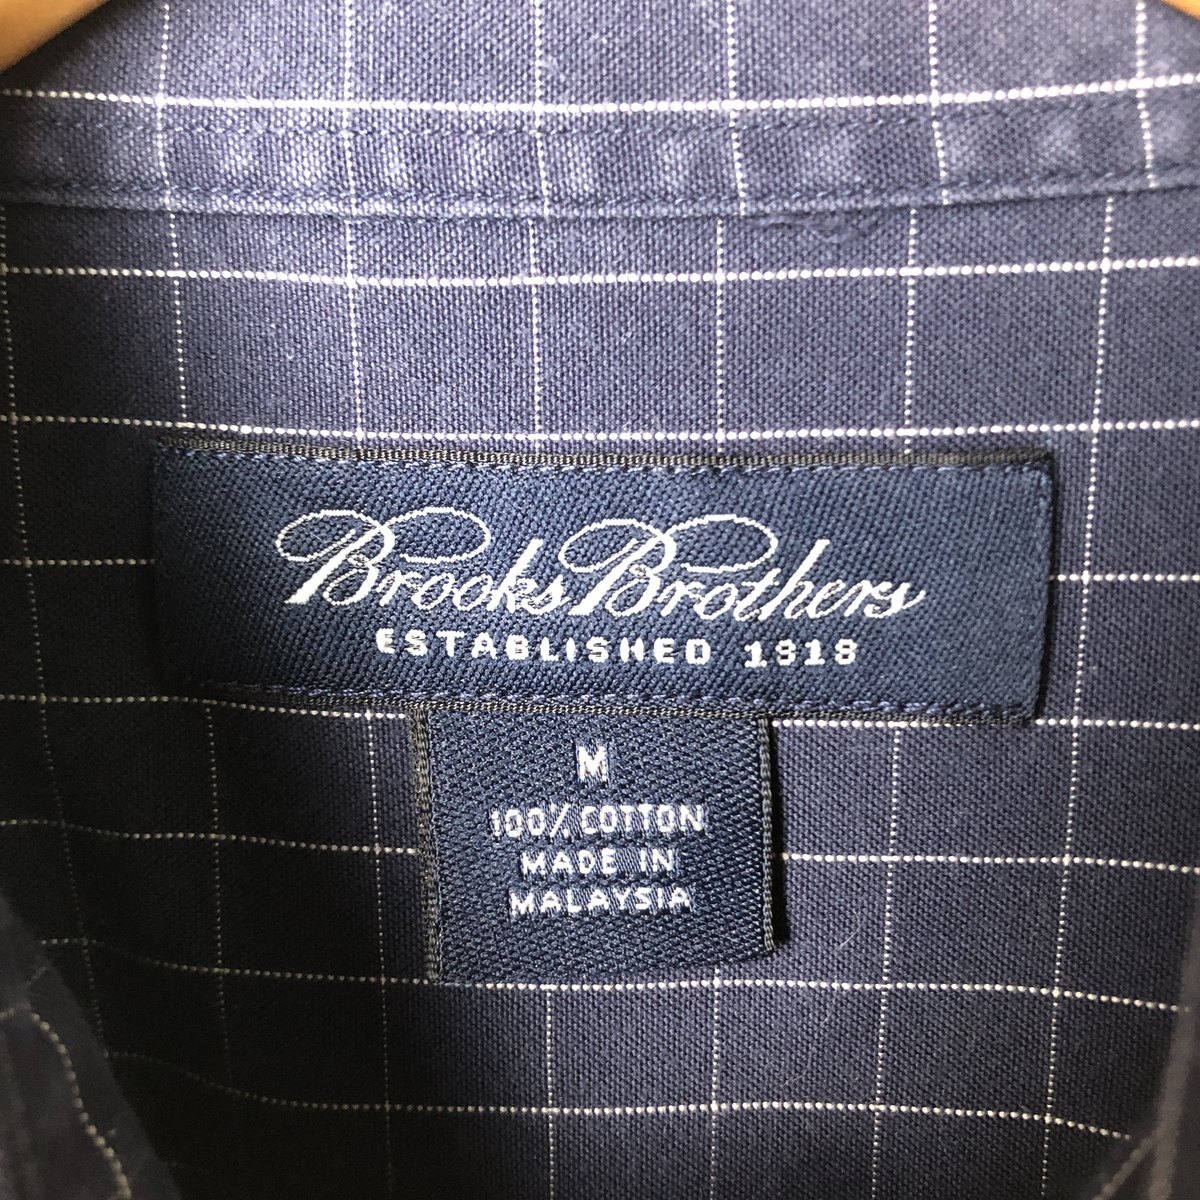 Brooks Brothers
ESTABLISHED 1818
M
100% COTTON
MADE IN
MALAYSIA